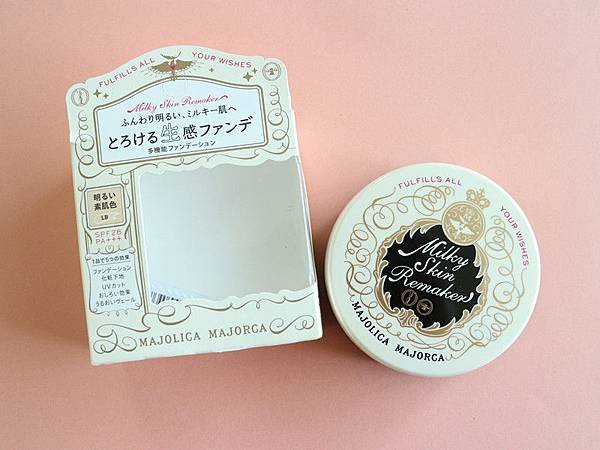 FULFILLS ALL YOUR WISHES
Milky Skin Remaker
ふんわり明るい、ミルキー肌へ
とろける生感ファンデ
多機能ファンデーション
明るい
素肌色
LB
SPF28
PA+++
1品で5つの効果
ファンデーション
化粧下地
UVカット
おしろい効果
うるおいヴェール
MAJOLICA MAJORCA
FULFILLS ALL YOUR WISHES
Milky
Skin
Remaker
MAJOLICA MAJORCA